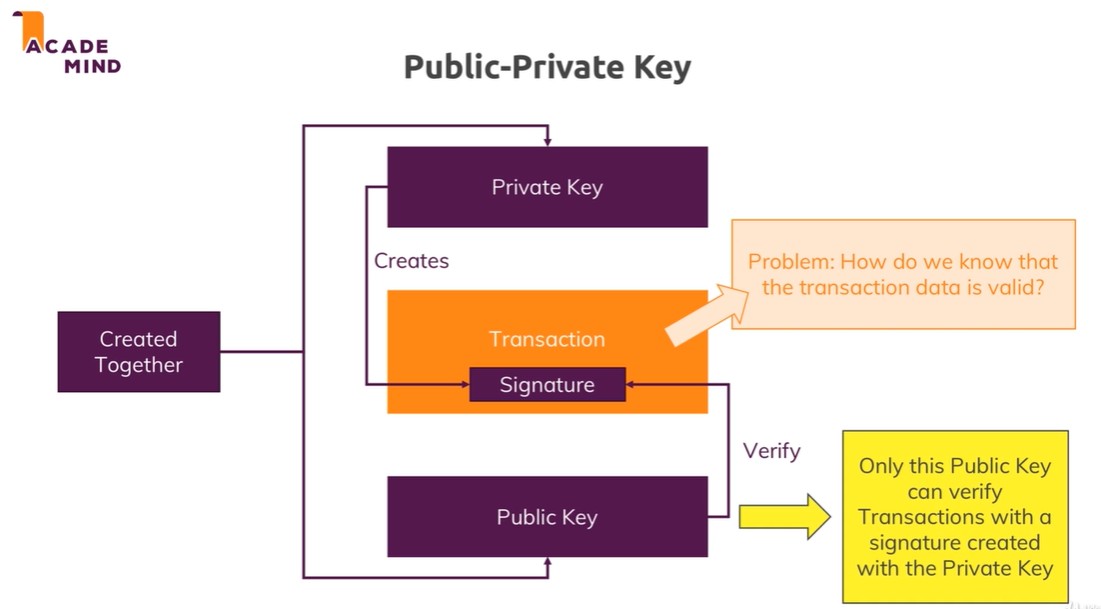 ACADE
MIND
Public-Private Key
Private Key
Creates
Problem: How do we know that
the transaction data is valid?
Created
Together
Transaction
Signature
Verify
Public Key
Only this Public Key
can verify
Transactions with a
signature created
with the Private Key